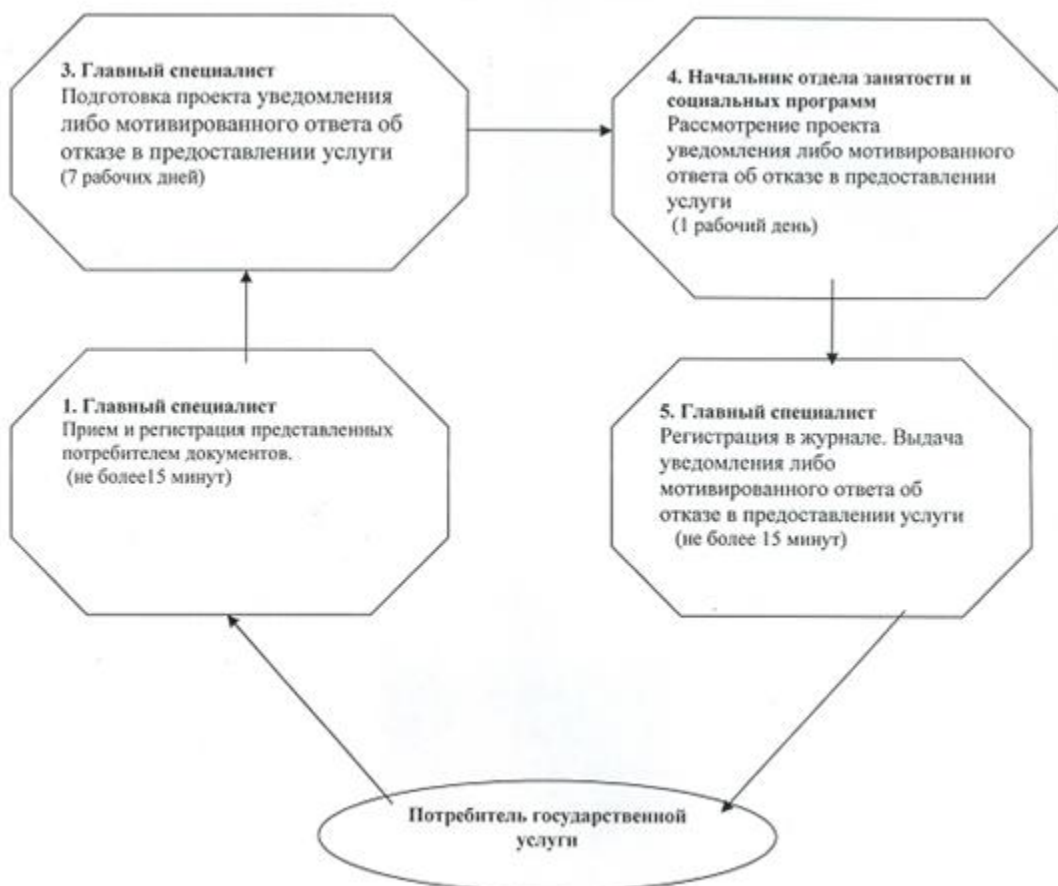 3. Главный специалист
Подготовка проекта уведомления
либо мотивированного ответа об
отказе в предоставлении услуги
(7 рабочих дней)
4. Начальник отдела занятости и
социальных программ
Рассмотрение проекта
уведомления либо мотивированного
ответа об отказе в предоставлении
услуги
(1 рабочий день)
1. Главный специалист
Прием и регистрация представленных
потребителем документов.
(не более15 минут)
5. Главный специалист
Регистрация в журнале. Выдача
уведомления либо
мотивированного ответа об
отказе в предоставлении услуги
(не более 15 минут)
Потребитель государственной
услуги